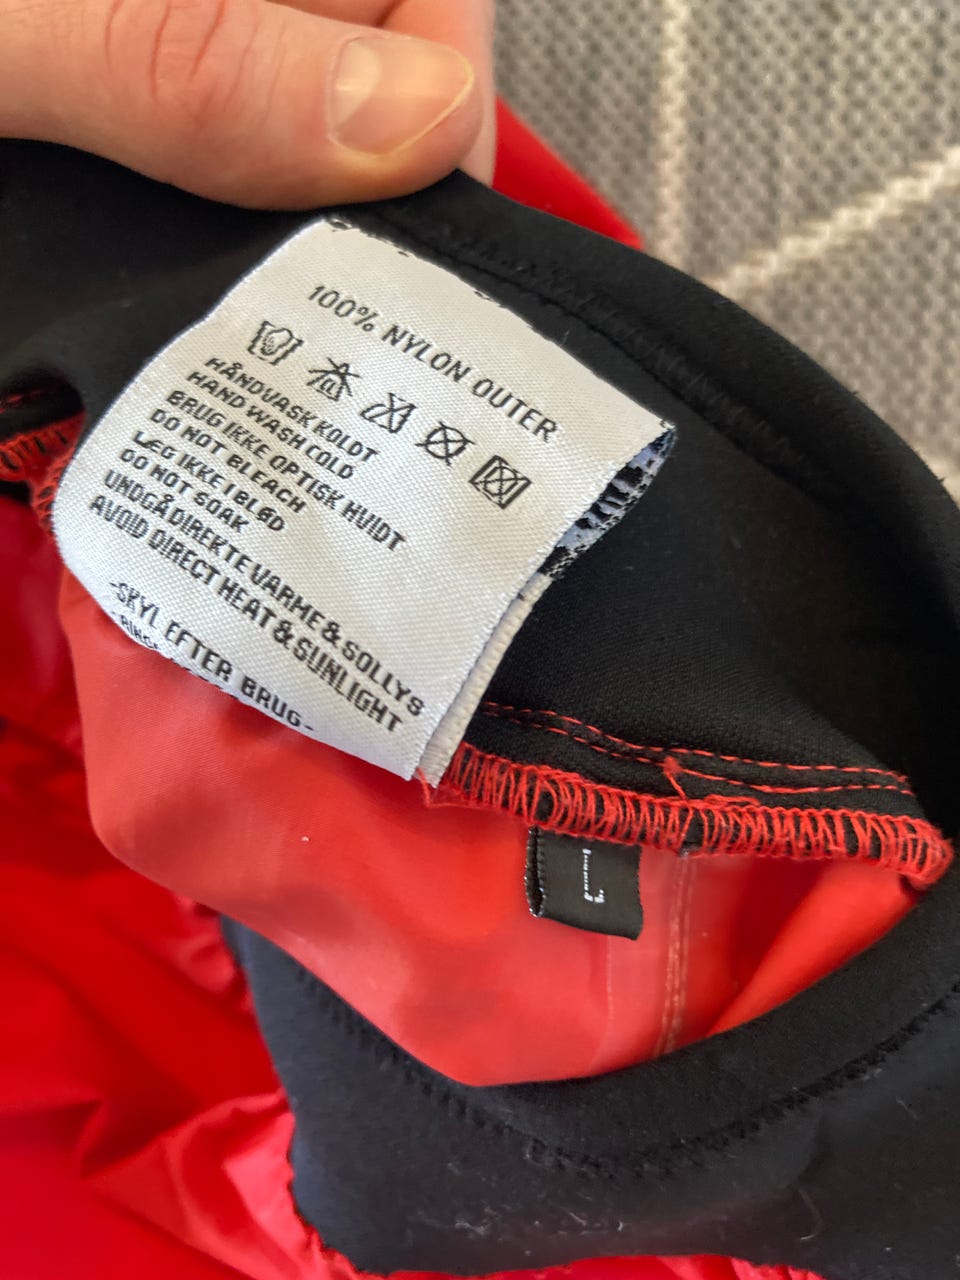 100% NYLON OUTER
HÅNDVASK KOLDT
HAND WASH COLD
BRUG IKKE OPTISK HVIDT
DO NOT BLEACH
LÆG IKKE I BLØD
DO NOT SOAK
UNDGÅ DIREKTE VARME & SOLLYS
AVOID DIRECT HEAT & SUNLIGHT
-SKYL EFTER BRUG-
L